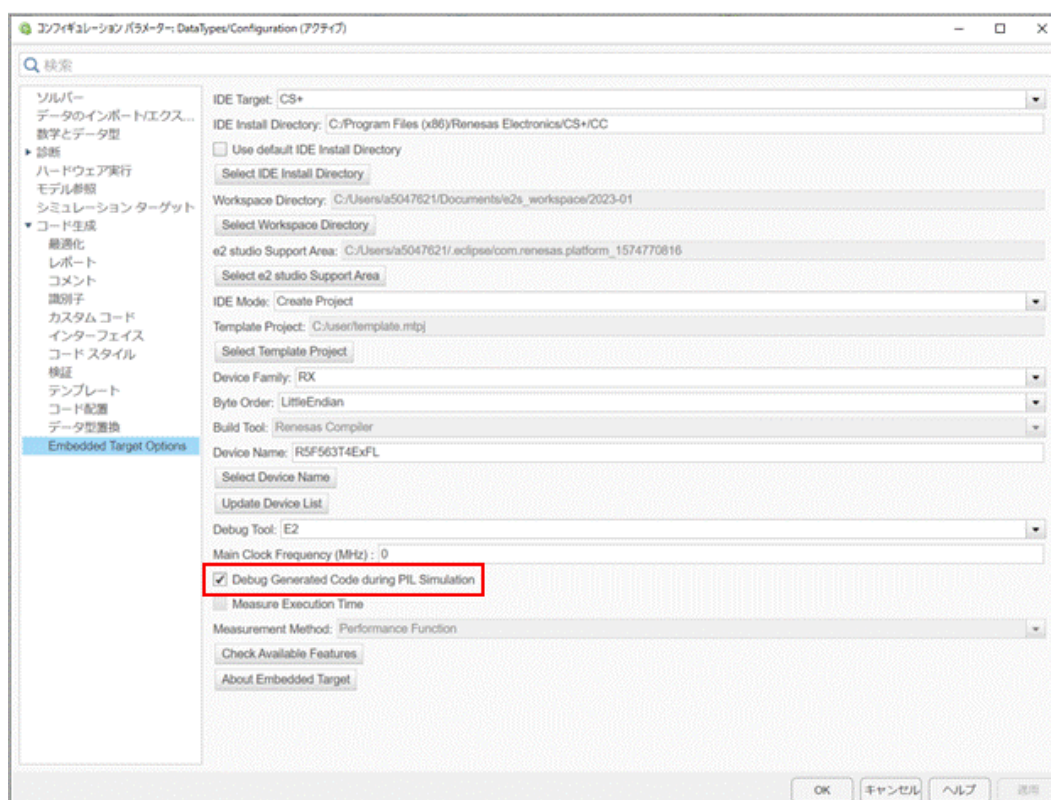 コンフィギュレーション パラメーター: DataTypes/Configuration (アクティブ)
検索
ソルバー
データのインポート/エクス...
数学とデータ型
診断
ハードウェア実行
モデル参照
シミュレーション ターゲット
コード生成
最適化
レポート
コメント
識別子
カスタム コード
インターフェイス
コード スタイル
検証
テンプレート
コード配置
データ型置換
Embedded Target Options
IDE Target: CS+
IDE Install Directory: C:/Program Files (x86)/Renesas Electronics/CS+/CC
Use default IDE Install Directory
Select IDE Install Directory
Workspace Directory: C:/Users/a5047621/Documents/e2s_workspace/2023-01
Select Workspace Directory
e2 studio Support Area: C:/Users/a5047621/.eclipse/com.renesas.platform_1574770816
Select e2 studio Support Area
IDE Mode: Create Project
Template Project: C:/user/template.mtpj
Select Template Project
Device Family: RX
Byte Order: LittleEndian
Build Tool: Renesas Compiler
Device Name: R5F563T4ExFL
Select Device Name
Update Device List
Debug Tool: E2
Main Clock Frequency (MHz) : 0
Debug Generated Code during PIL Simulation
Measure Execution Time
Measurement Method: Performance Function
Check Available Features
About Embedded Target
OK キャンセル ヘルプ 適用